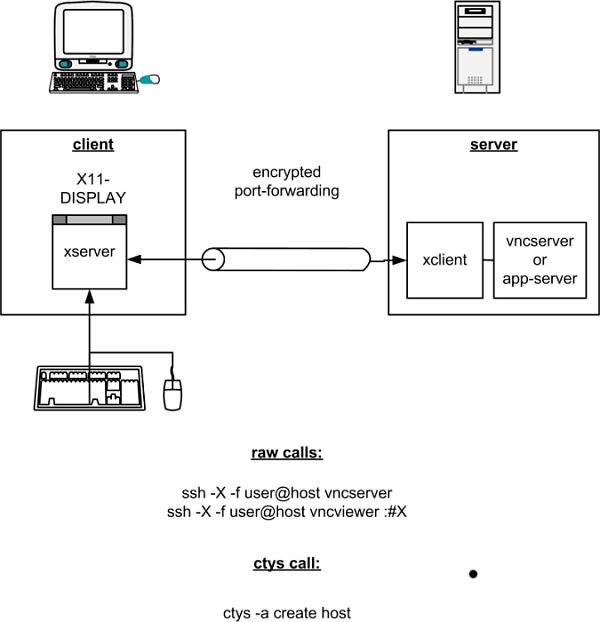 client
server
X11-
DISPLAY
encrypted
port-forwarding
xserver
xclient
vncserver
or
app-server
raw calls:
ssh -X -f user@host vncserver
ssh -X -f user@host vncviewer :#X
ctys call:
ctys -a create host